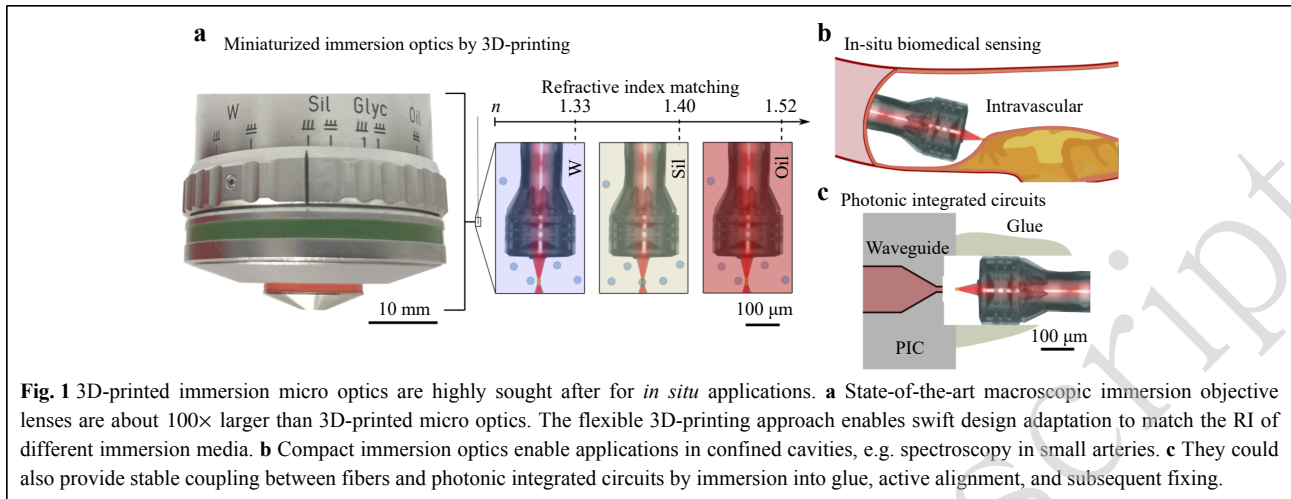 a Miniaturized immersion optics by 3D-printing
W Sil Glyc Oil
10 mm
Refractive index matching
n 1.33 1.40 1.52
W
Sil
Oil
100 μm
b In-situ biomedical sensing
Intravascular
c Photonic integrated circuits
Glue
Waveguide
PIC
100 μm
Fig. 1 3D-printed immersion micro optics are highly sought after for in situ applications. a State-of-the-art macroscopic immersion objective
lenses are about 100× larger than 3D-printed micro optics. The flexible 3D-printing approach enables swift design adaptation to match the RI of
different immersion media. b Compact immersion optics enable applications in confined cavities, e.g. spectroscopy in small arteries. c They could
also provide stable coupling between fibers and photonic integrated circuits by immersion into glue, active alignment, and subsequent fixing.
script